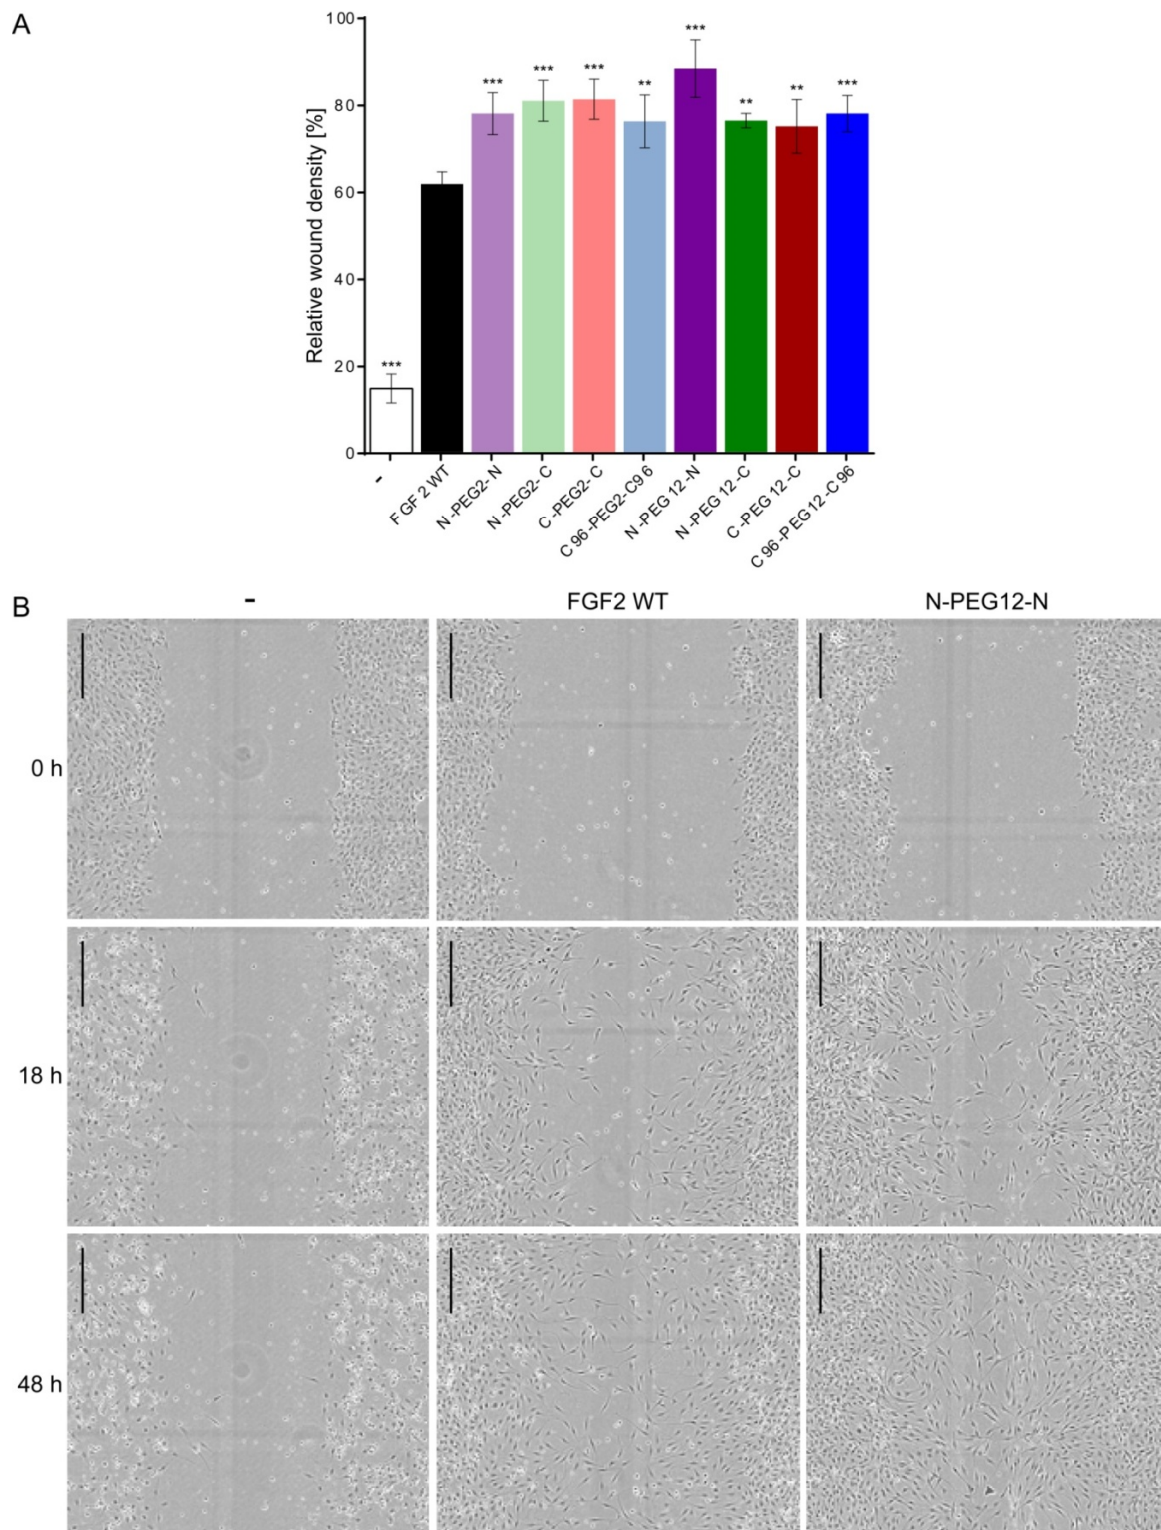 A
Relative wound density [%]
100
80
60
40
20
0
***
***
***
***
**
***
**
**
***
-
FGF2 WT
N-PEG2-N
N-PEG2-C
C-PEG2-C
C96-PEG2-C96
N-PEG12-N
N-PEG12-C
C-PEG12-C
C96-PEG12-C96
B
-
FGF2 WT
N-PEG12-N
0 h
18 h
48 h